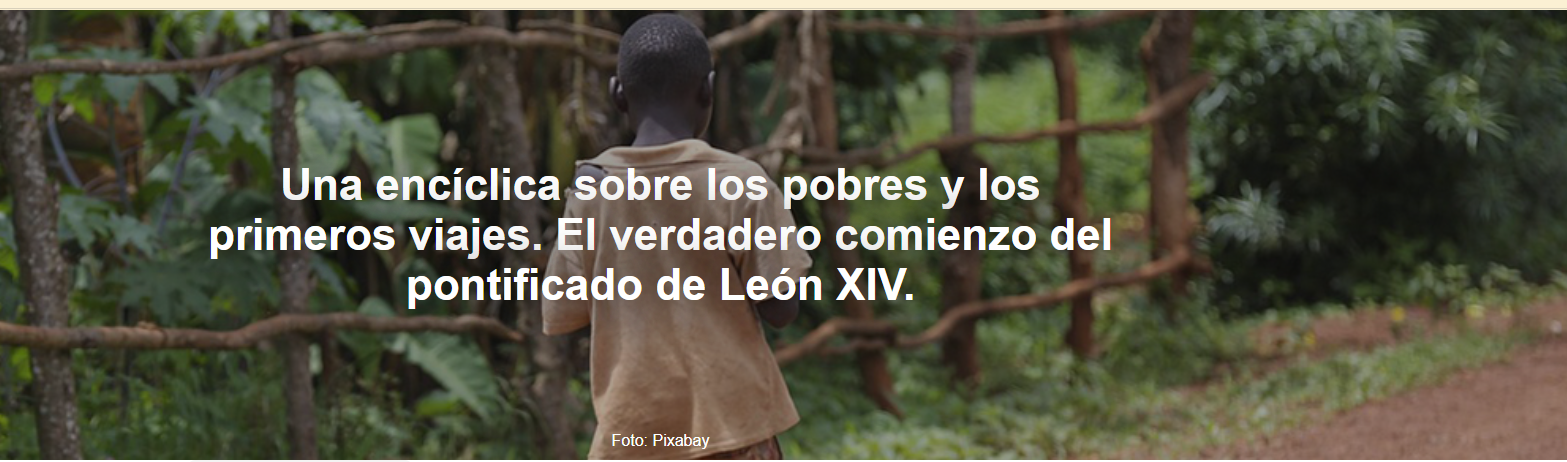 Una encíclica sobre los pobres y los
primeros viajes. El verdadero comienzo del
pontificado de León XIV.
Foto: Pixabay